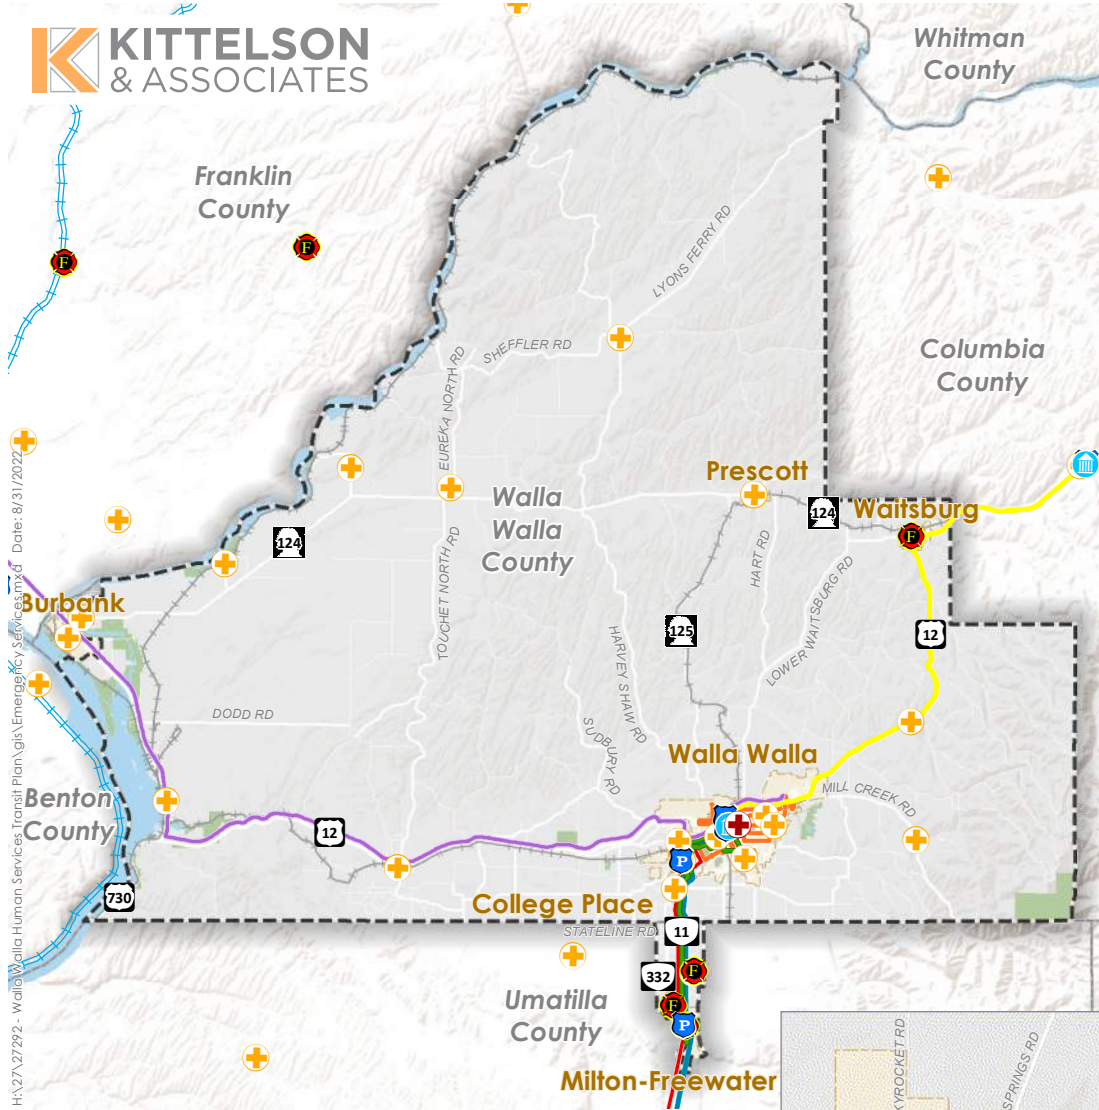 KITTELSON
& ASSOCIATES
Whitman
County
Franklin
County
F
F
LYONS FERRY RD
SHEFFLER RD
EUREKA NORTH RD
Columbia
County
Prescott
Walla
Walla
County
124
Waitsburg
F
124
TOUCHET NORTH RD
HART RD
LOWER WAITSBURG RD
Burbank
125
12
HARVEY SHAW RD
DODD RD
SUDBURY RD
Walla Walla
MILL CREEK RD
Benton
County
12
P
730
College Place
11
STATELINE RD
332
F
F
P
Umatilla
County
Milton-Freewater
KYROCKET RD
SPRINGS RD
H:\27\27292 - Walla Walla Human Services Transit Plan\gis\Emergency Services.mxd Date: 8/31/2022